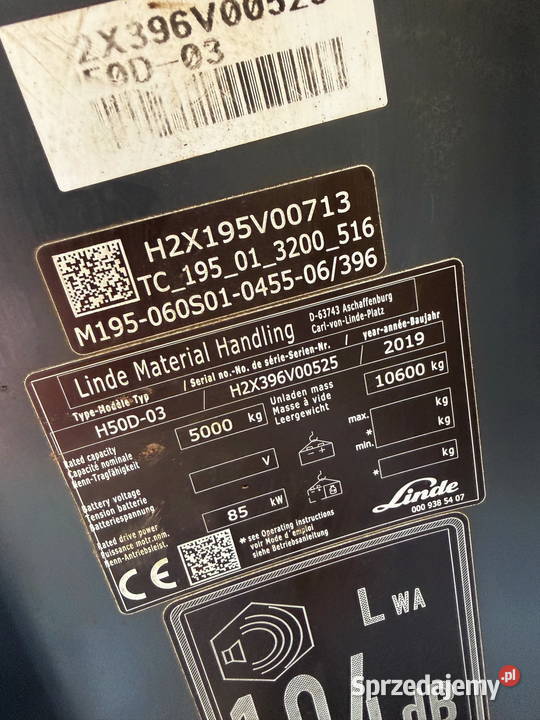 2X396V00525
50D-03
H2X195V00713
TC_195_01_3200_516
M195-060S01-0455-06/396
Linde Material Handling
D-63743 Aschaffenburg
Carl-von-Linde-Platz
Type-Modèle Typ / Serial no.-No. de série-Serien-Nr. / year-année-Baujahr
H50D-03 / H2X396V00525 / 2019
Rated capacity
Capacité nominale
Nenn-Tragfähigkeit
5000 kg
Unladen mass
Masse à vide
Leergewicht
10600 kg
Battery voltage
Tension batterie
Batteriespannung
V
max. kg
* min. kg
Rated drive power
Puissance motr.nom.
Nenn-Antriebsleist.
85 kW
* kg
* see Operating instructions
voir Mode d'emploi
siehe Betriebsanleitung
Linde
000 938 54 07
CE
LWA
dB
Sprzedajemy.pl